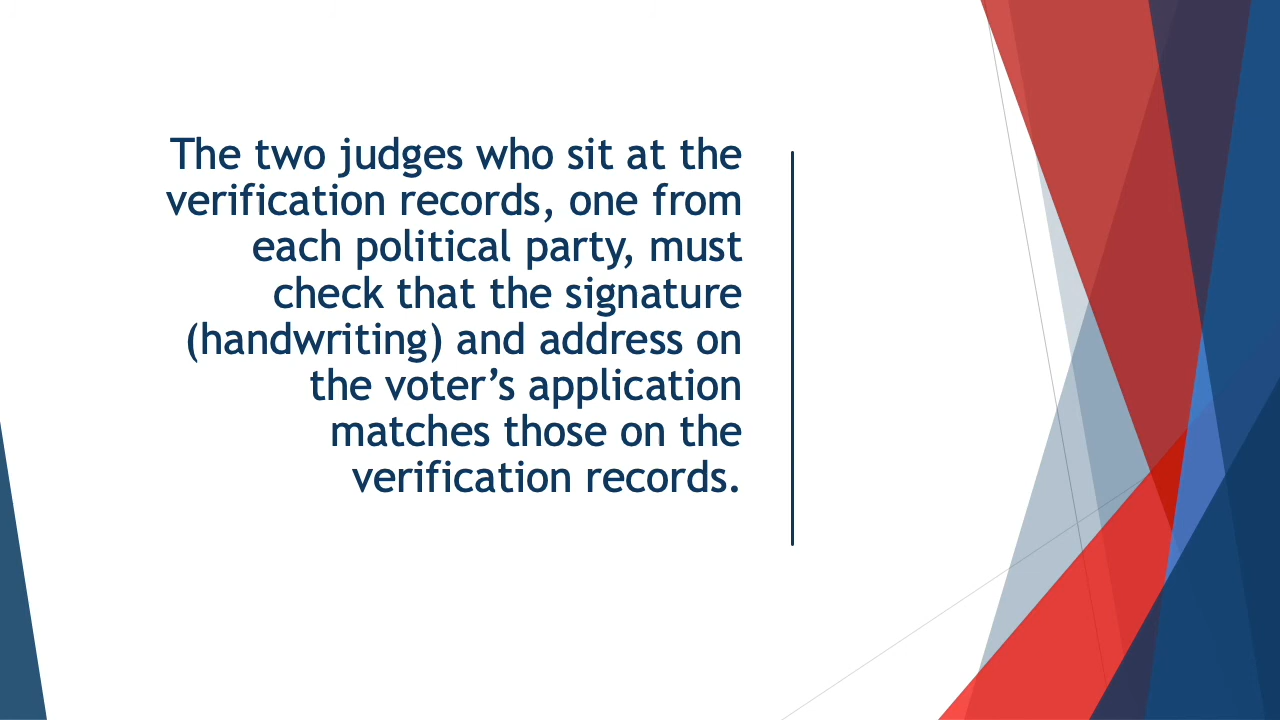 The two judges who sit at the
verification records, one from
each political party, must
check that the signature
(handwriting) and address on
the voter’s application
matches those on the
verification records.